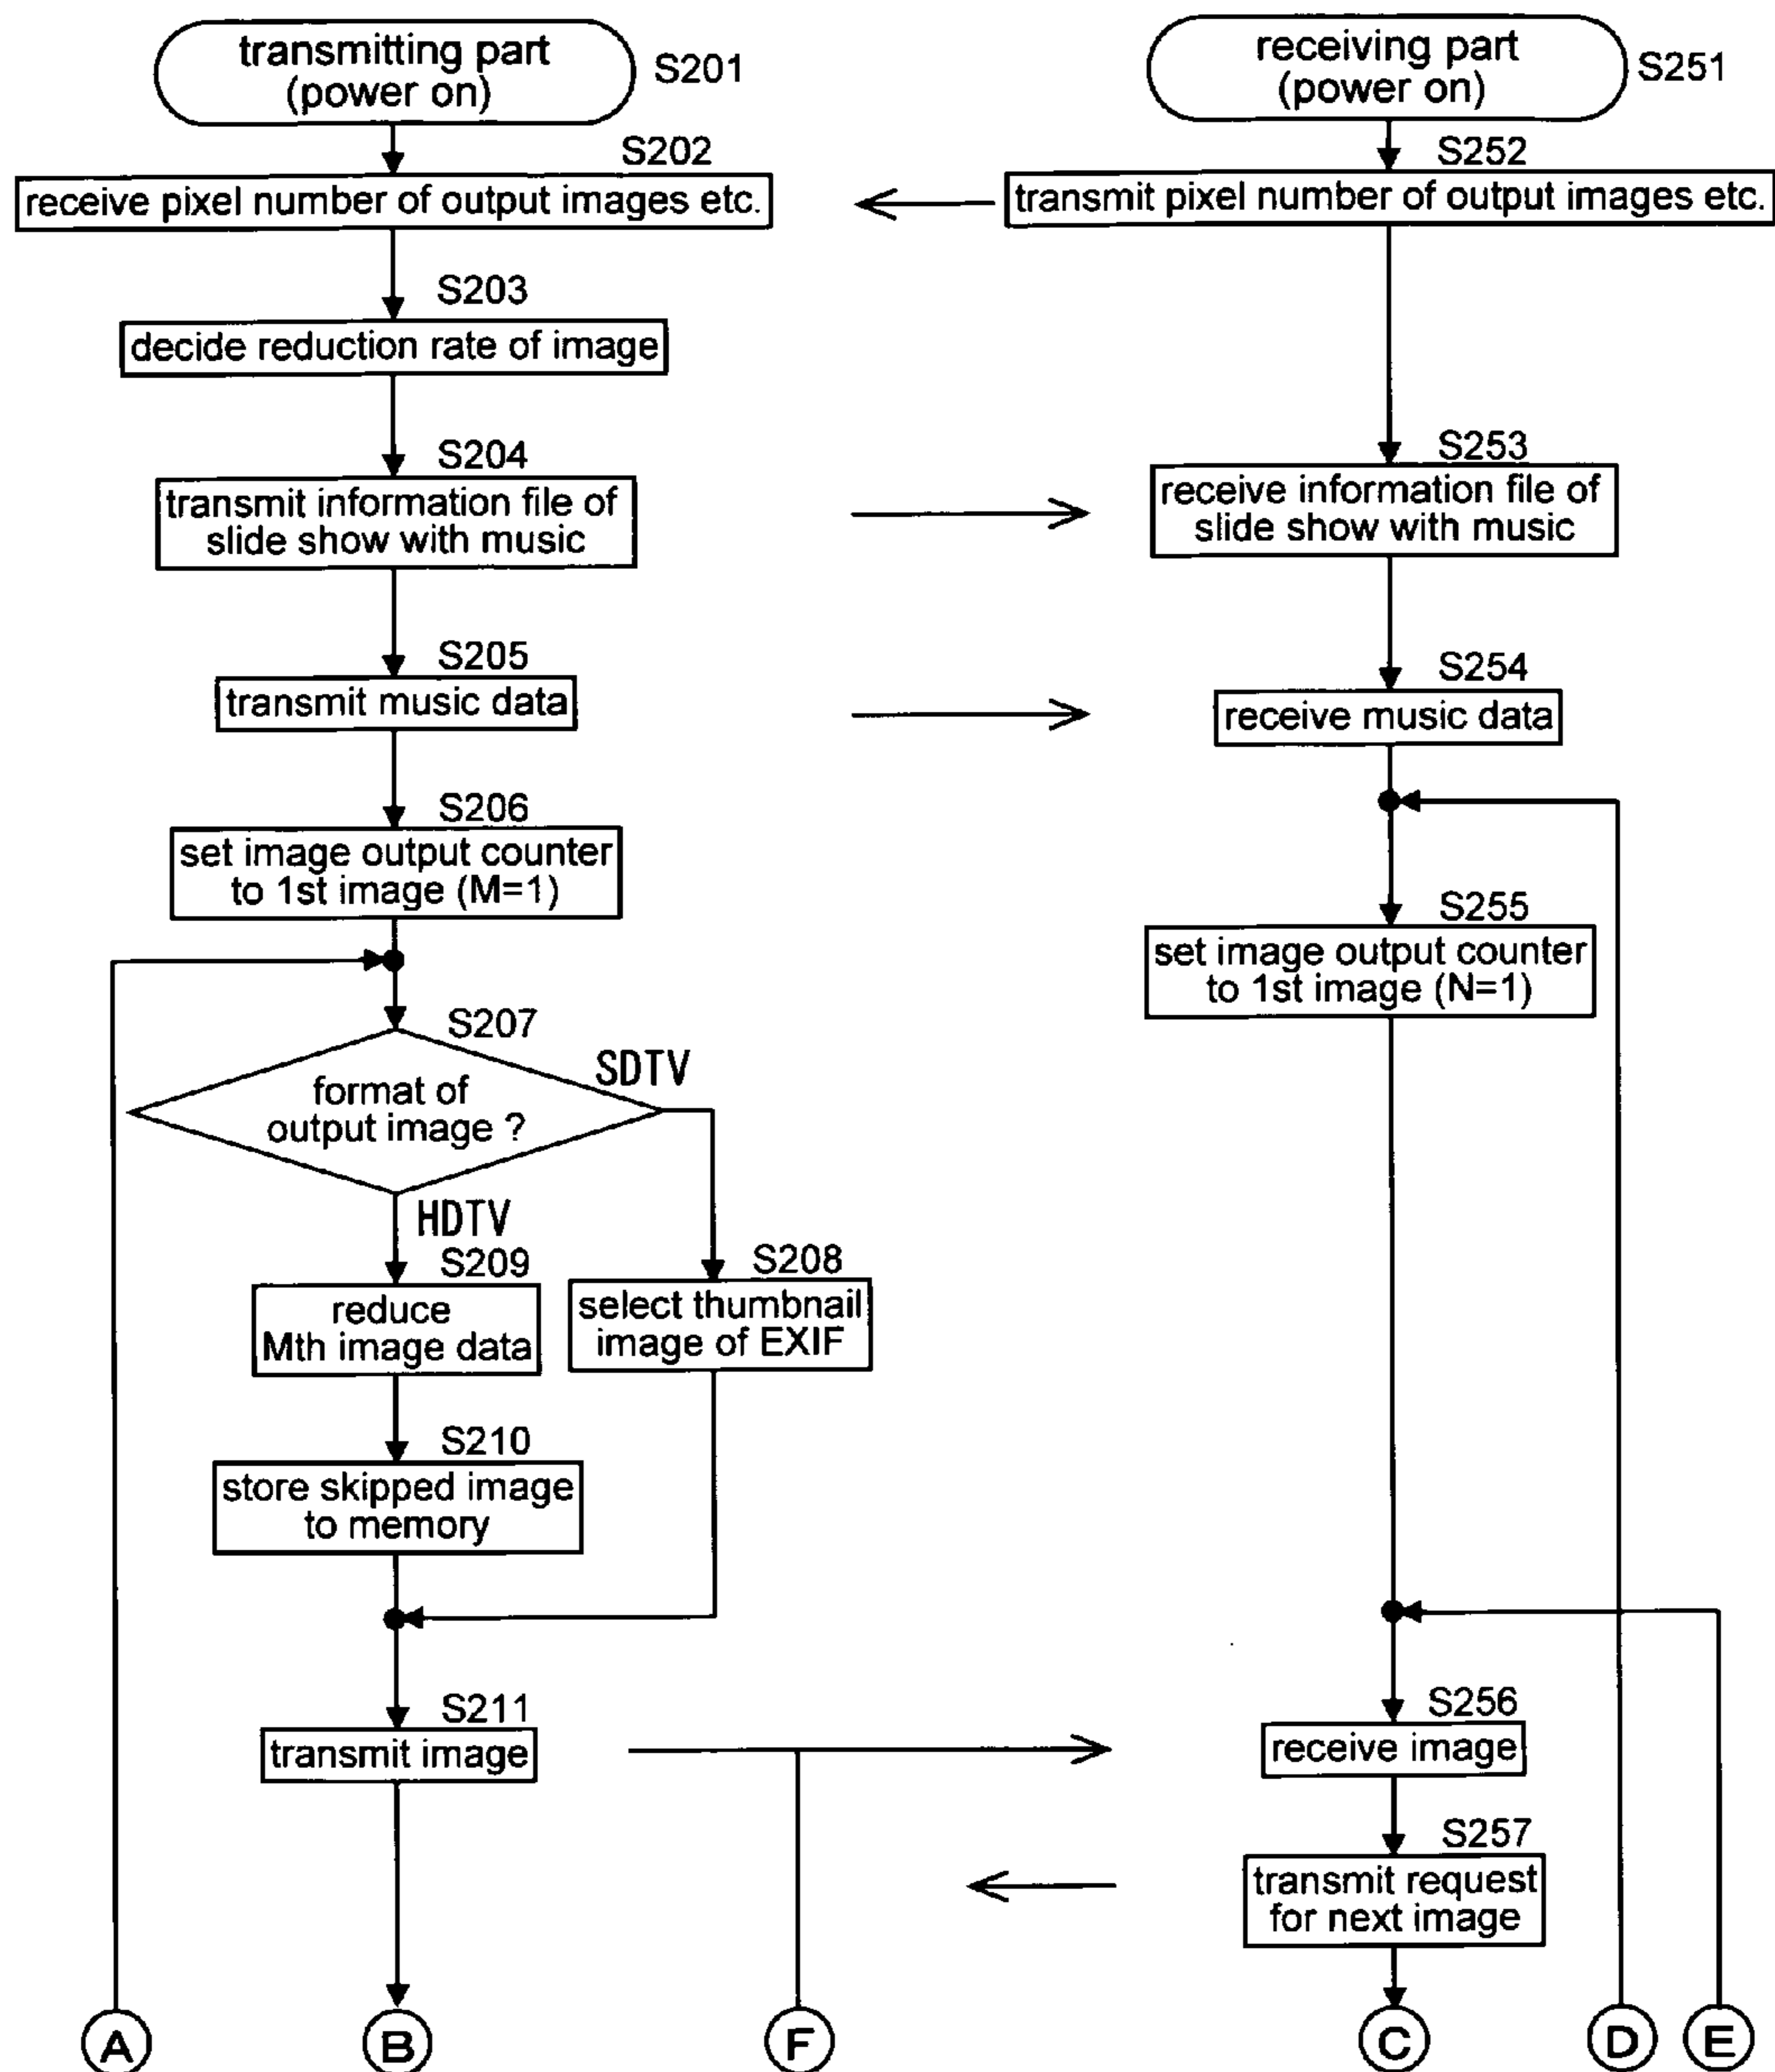 transmitting part
(power on)
S201
receiving part
(power on)
S251
S202
receive pixel number of output images etc.
S252
transmit pixel number of output images etc.
S203
decide reduction rate of image
S204
transmit information file of
slide show with music
S253
receive information file of
slide show with music
S205
transmit music data
S254
receive music data
S206
set image output counter
to 1st image (M=1)
S255
set image output counter
to 1st image (N=1)
S207
format of
output image ?
SDTV
HDTV
S209
reduce
Mth image data
S208
select thumbnail
image of EXIF
S210
store skipped image
to memory
S211
transmit image
S256
receive image
S257
transmit request
for next image
A
B
F
C
D
E